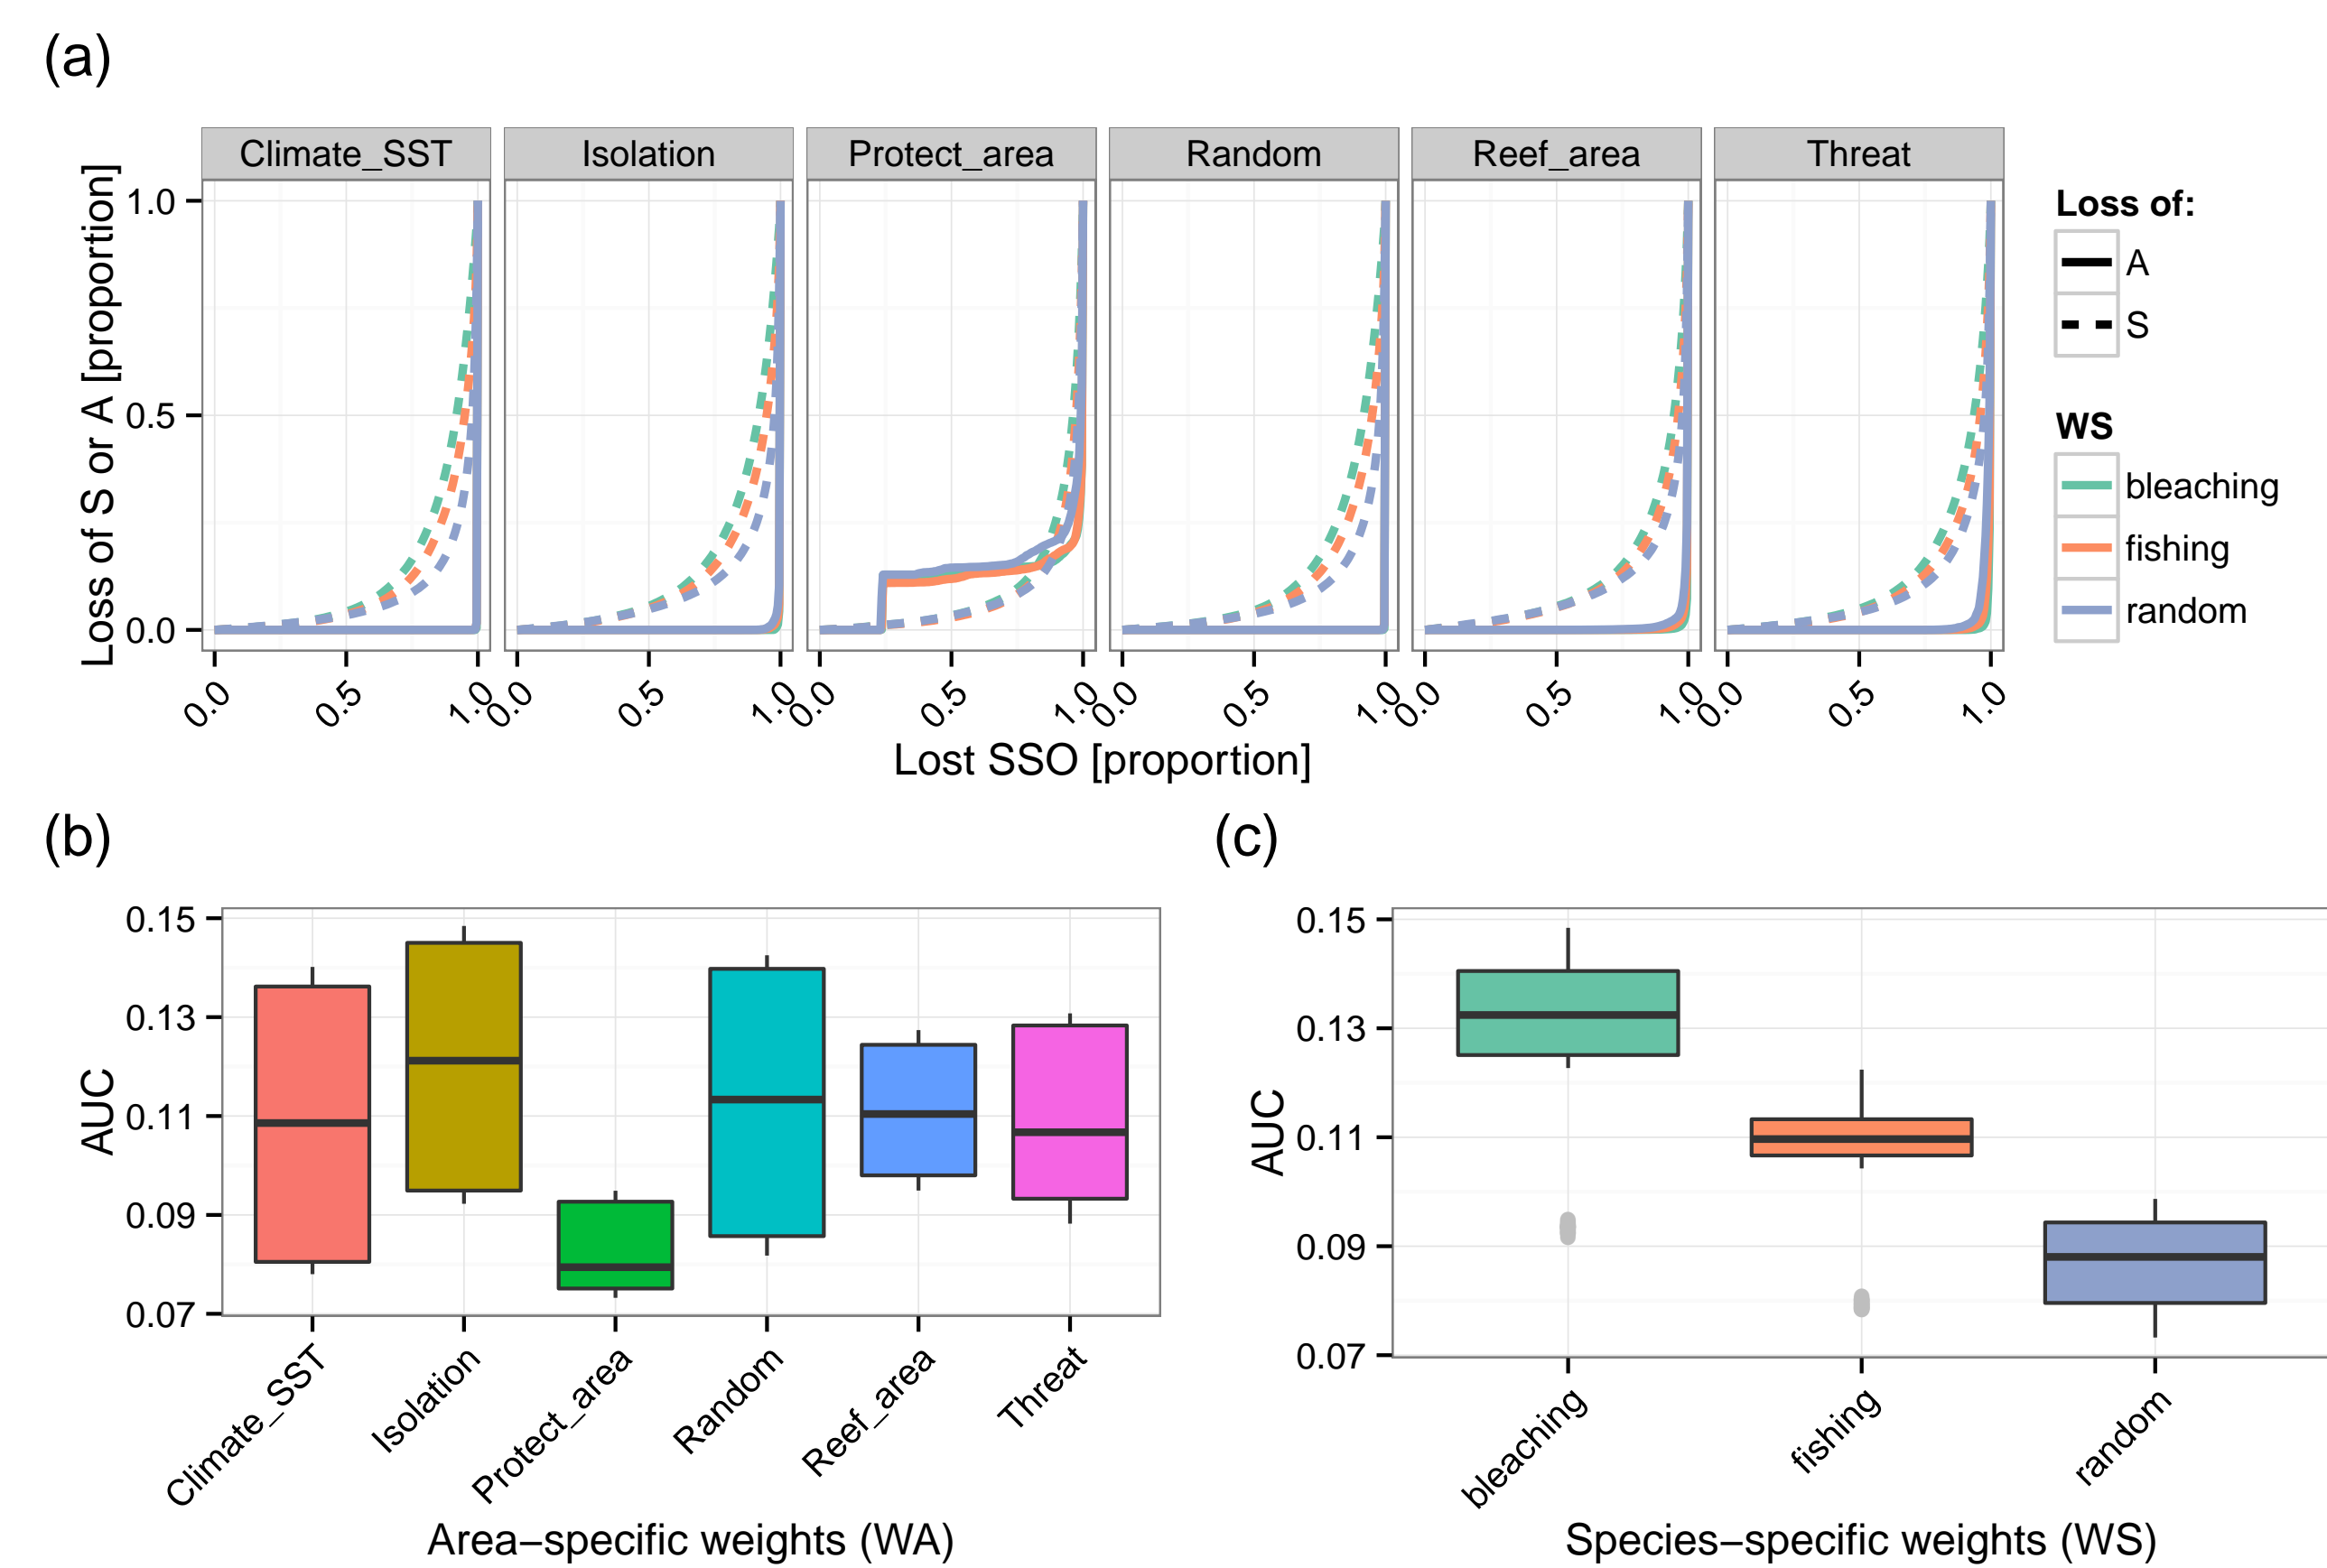 (a)
Climate_SST Isolation Protect_area Random Reef_area Threat
Loss of S or A [proportion]
1.0
0.5
0.0
0.0 0.5 1.0 0.0 0.5 1.0 0.0 0.5 1.0 0.0 0.5 1.0 0.0 0.5 1.0 0.0 0.5 1.0
Lost SSO [proportion]
Loss of:
A
S
WS
bleaching
fishing
random
(b)
AUC
0.15
0.13
0.11
0.09
0.07
Climate_SST Isolation Protect_area Random Reef_area Threat
Area−specific weights (WA)
(c)
AUC
0.15
0.13
0.11
0.09
0.07
bleaching fishing random
Species−specific weights (WS)